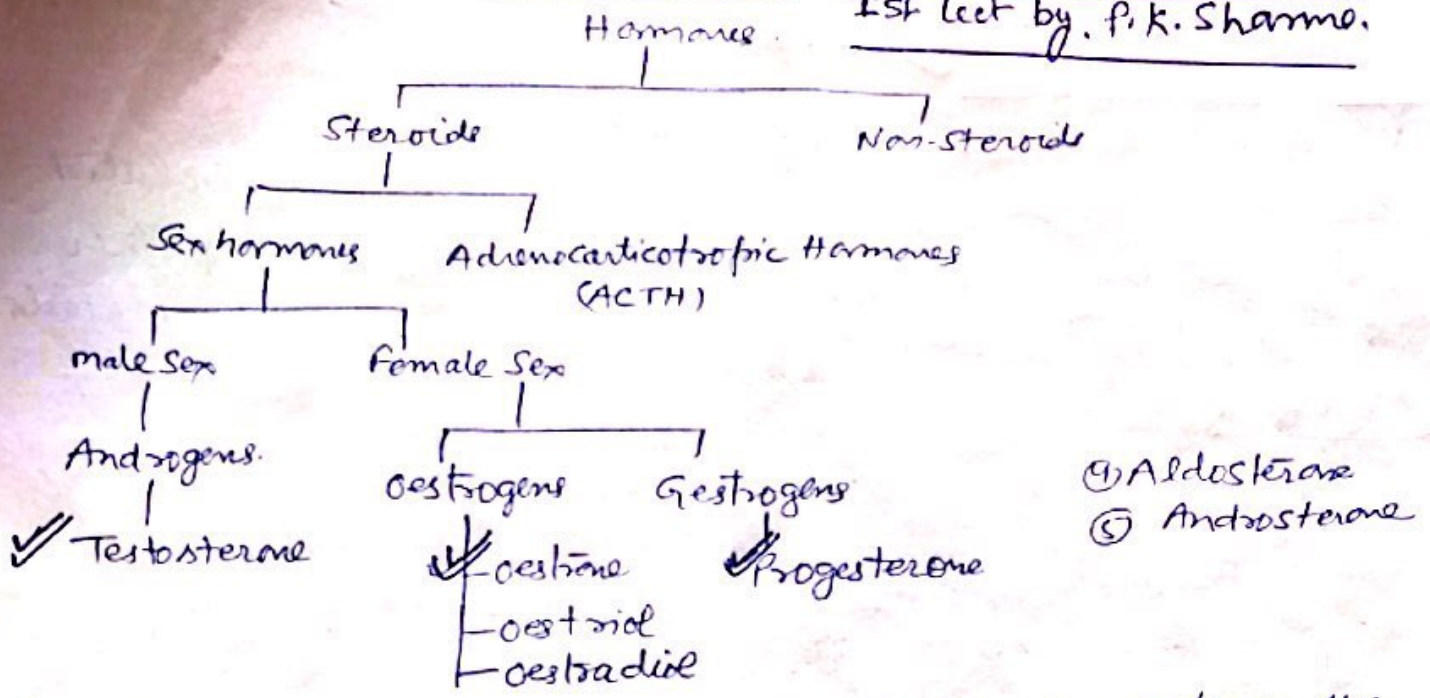 1st lect by. P. K. Sharma.
Hormones.
Steroids
Non-steroids
Sex hormones
Adrenocorticotropic Hormones
(ACTH)
male Sex
Female Sex
Androgens.
Oestrogens
Gestrogens
Testosterone
oestrone
Progesterone
oestriol
oestradiol
④ Aldosterone
⑤ Androsterone